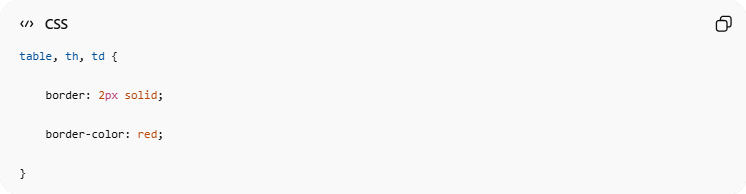 CSS
table, th, td {
    border: 2px solid;
    border-color: red;
}